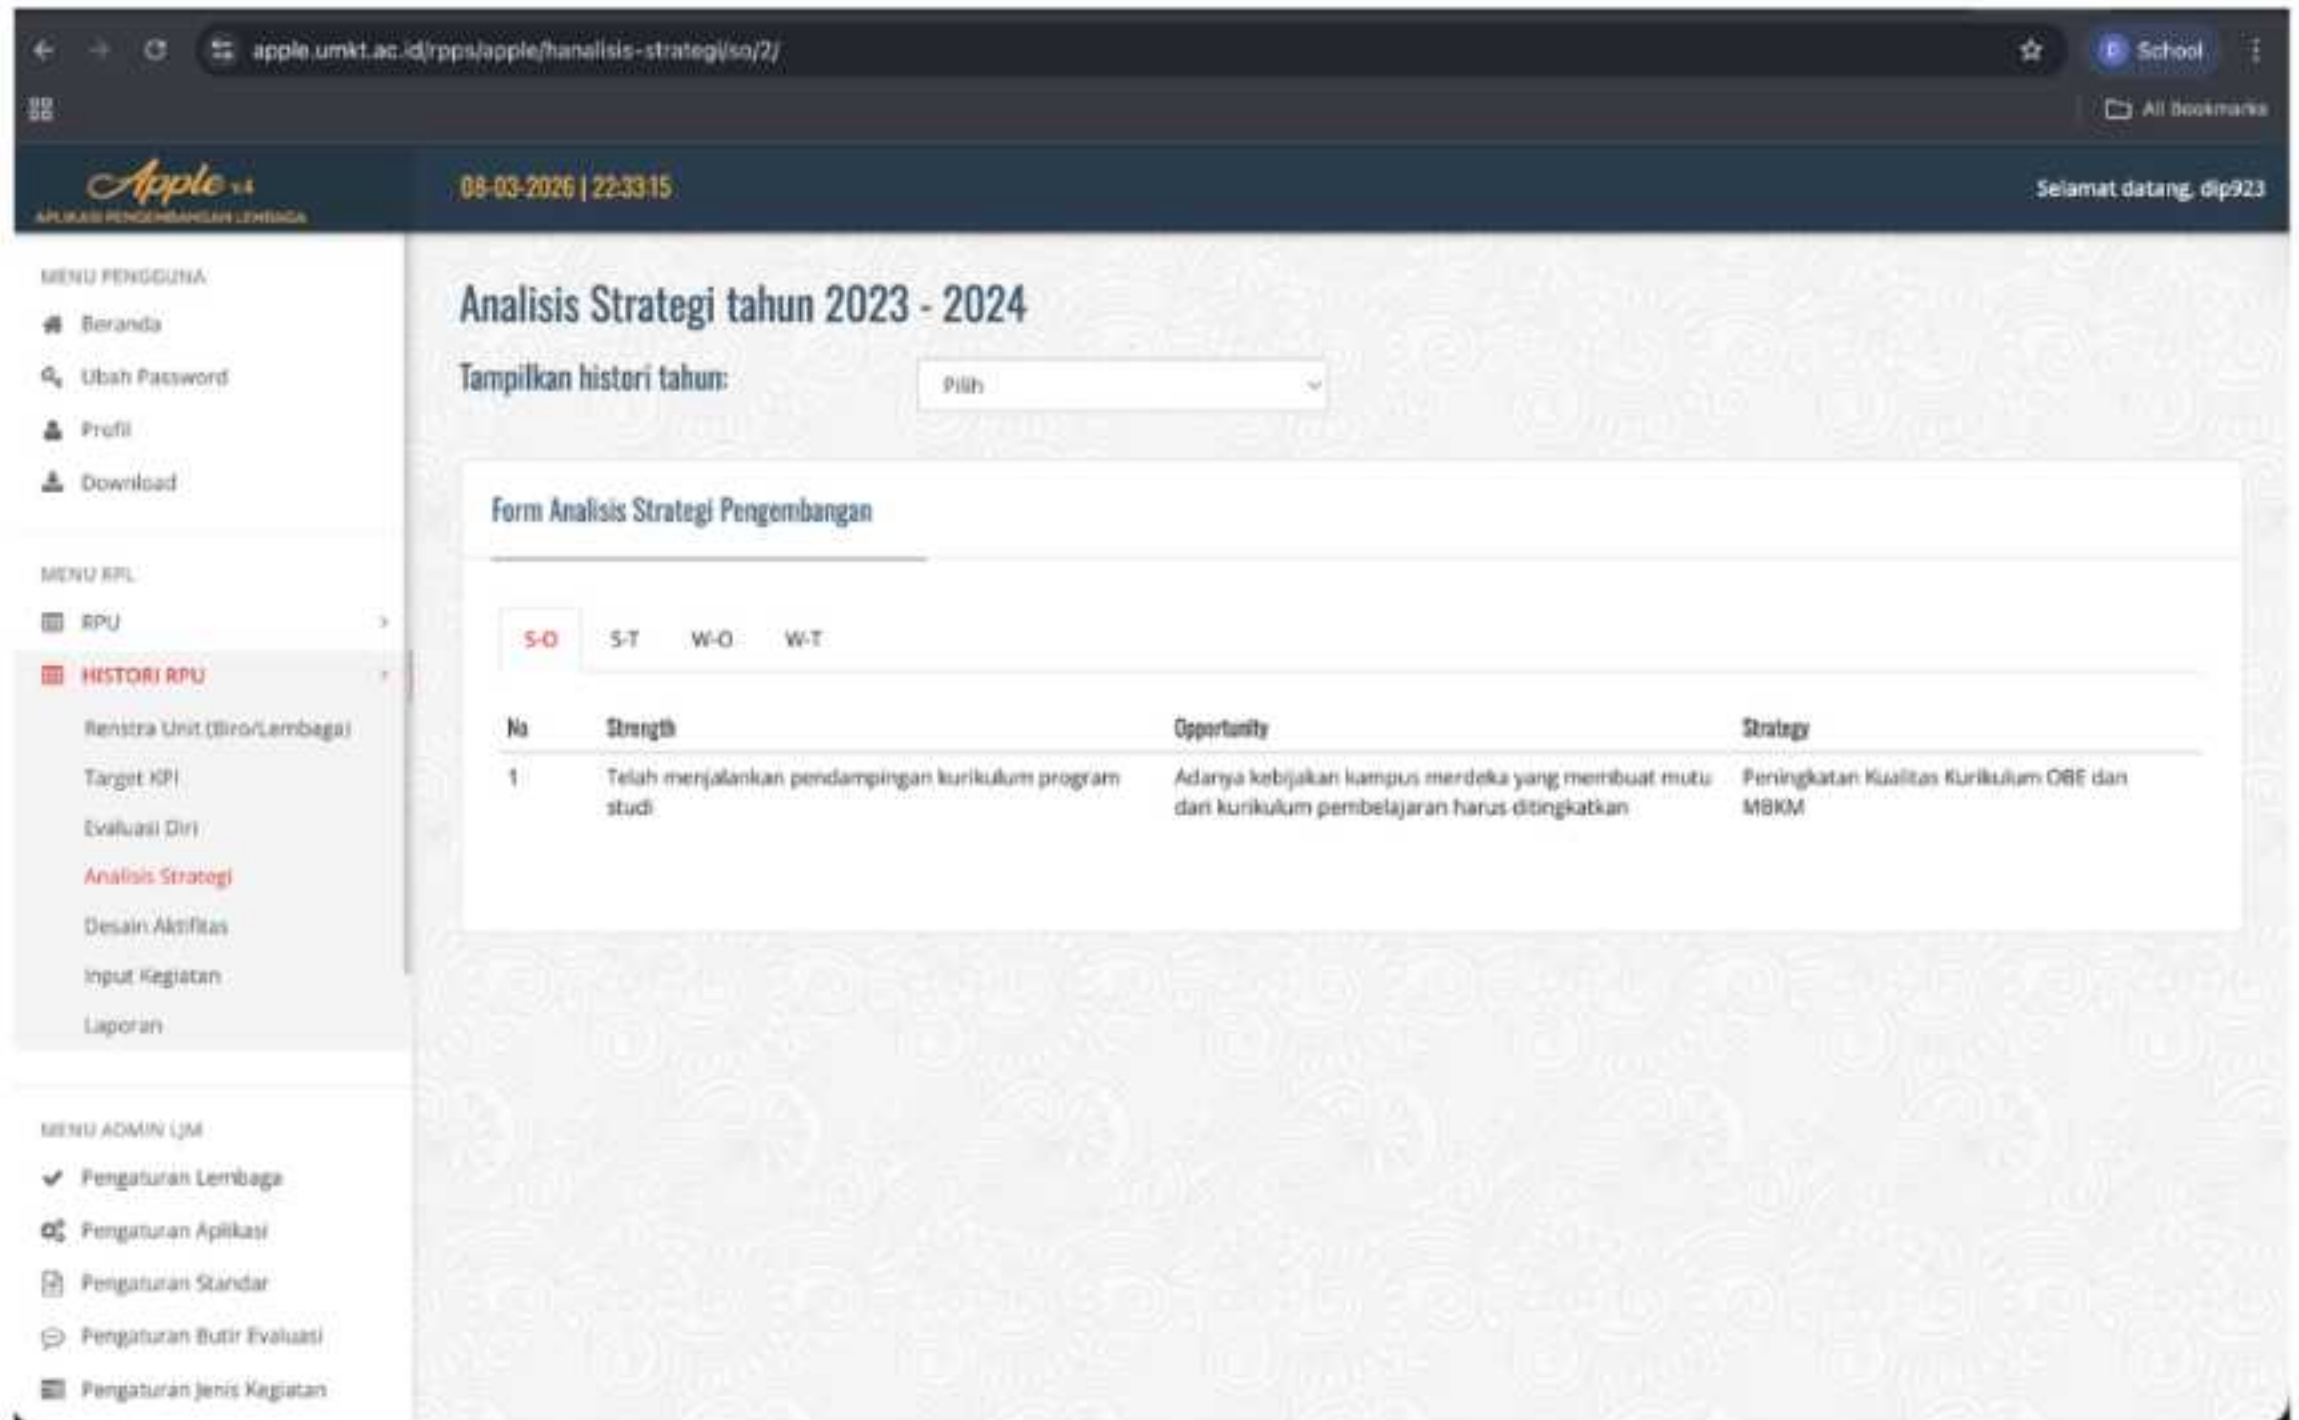 apple.umkt.ac.id/rpps/apple/hanalisis-strategi/so/2/
School
All Bookmarks
Apple v4
APLIKASI PENGEMBANGAN LEMBAGA
08-03-2026 | 22:33:15
Selamat datang, dip923
MENU PENGGUNA
Beranda
Ubah Password
Profil
Download
MENU RPL
RPU
HISTORI RPU
Renstra Unit (Biro/Lembaga)
Target KPI
Evaluasi Diri
Analisis Strategi
Desain Aktifitas
Input Kegiatan
Laporan
MENU ADMIN LJM
Pengaturan Lembaga
Pengaturan Aplikasi
Pengaturan Standar
Pengaturan Butir Evaluasi
Pengaturan Jenis Kegiatan
Analisis Strategi tahun 2023 - 2024
Tampilkan histori tahun:
Pilih
Form Analisis Strategi Pengembangan
S-O S-T W-O W-T
No Strength Opportunity Strategy
1 Telah menjalankan pendampingan kurikulum program studi
Adanya kebijakan kampus merdeka yang membuat mutu
dari kurikulum pembelajaran harus ditingkatkan
Peningkatan Kualitas Kurikulum OBE dan
MBKM